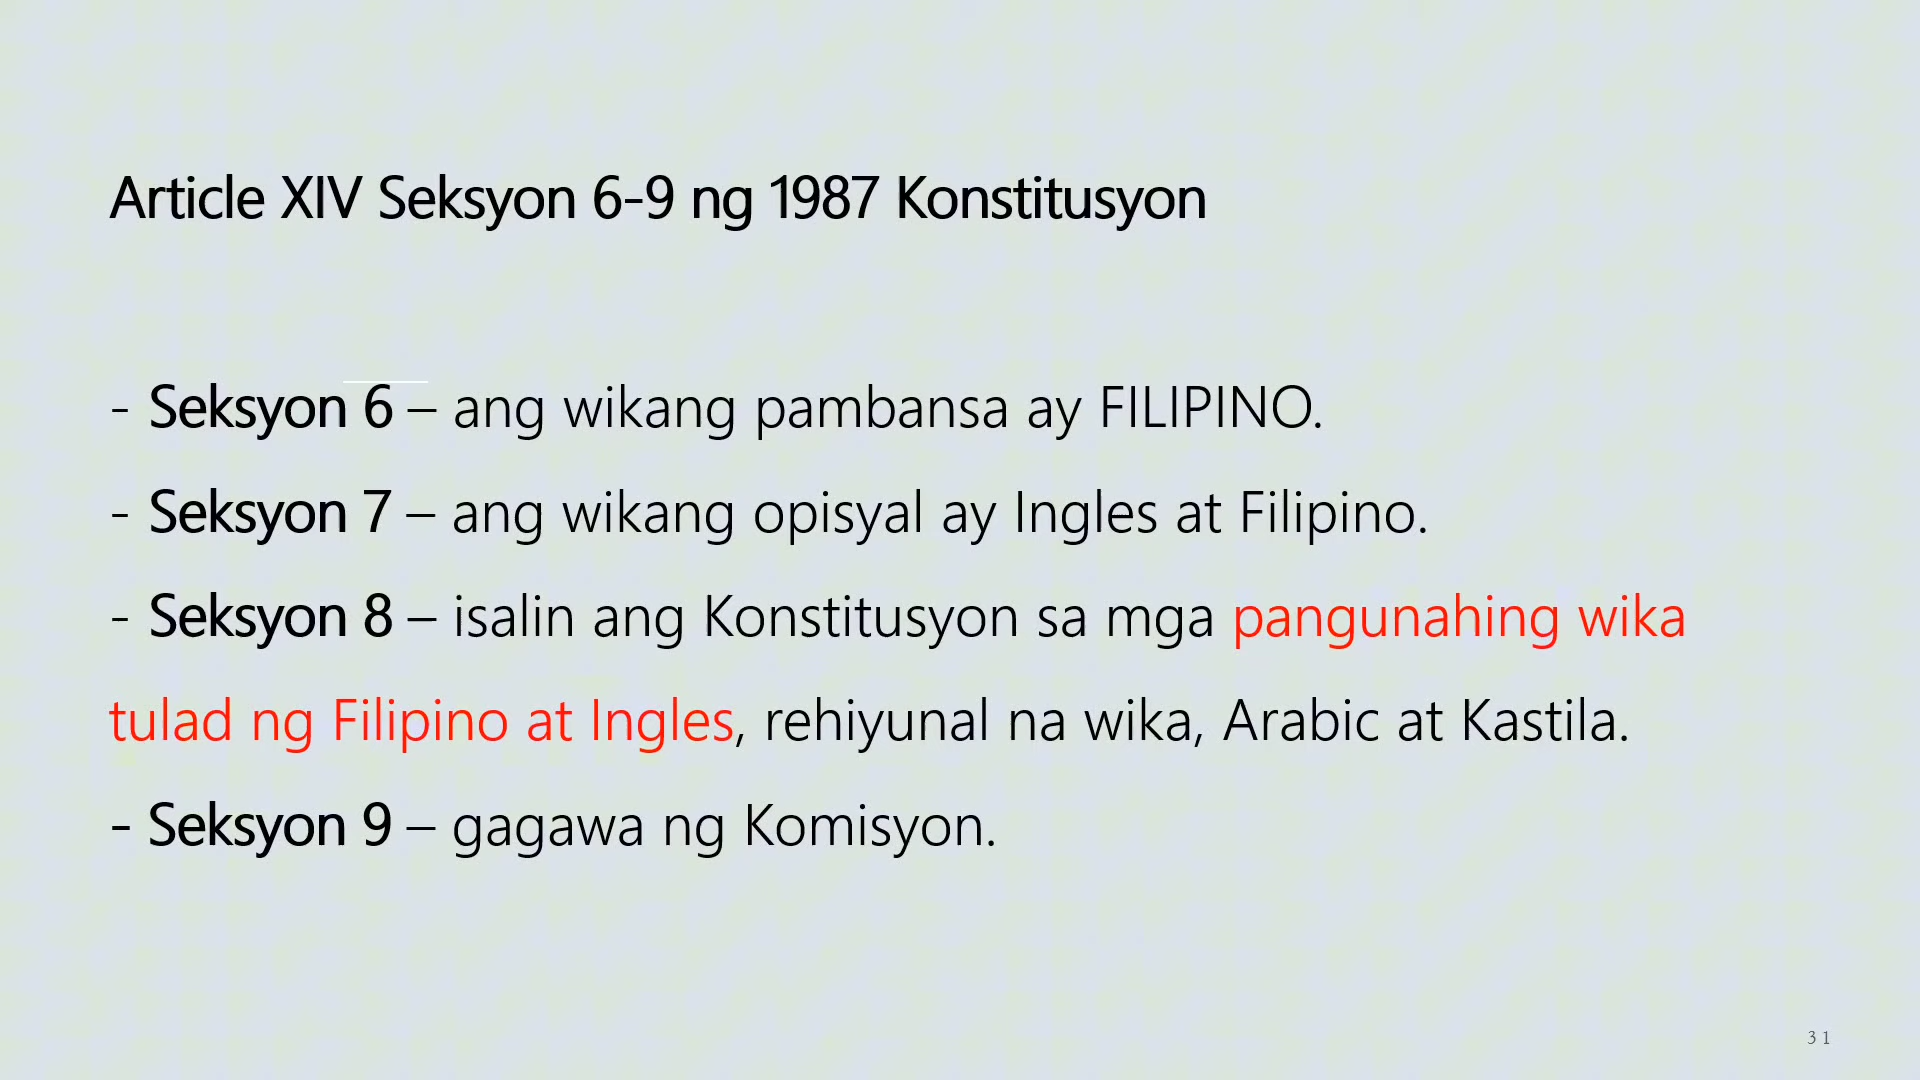 Article XIV Seksyon 6-9 ng 1987 Konstitusyon
- Seksyon 6 – ang wikang pambansa ay FILIPINO.
- Seksyon 7 – ang wikang opisyal ay Ingles at Filipino.
- Seksyon 8 – isalin ang Konstitusyon sa mga pangunahing wika
tulad ng Filipino at Ingles, rehiyunal na wika, Arabic at Kastila.
- Seksyon 9 – gagawa ng Komisyon.
31